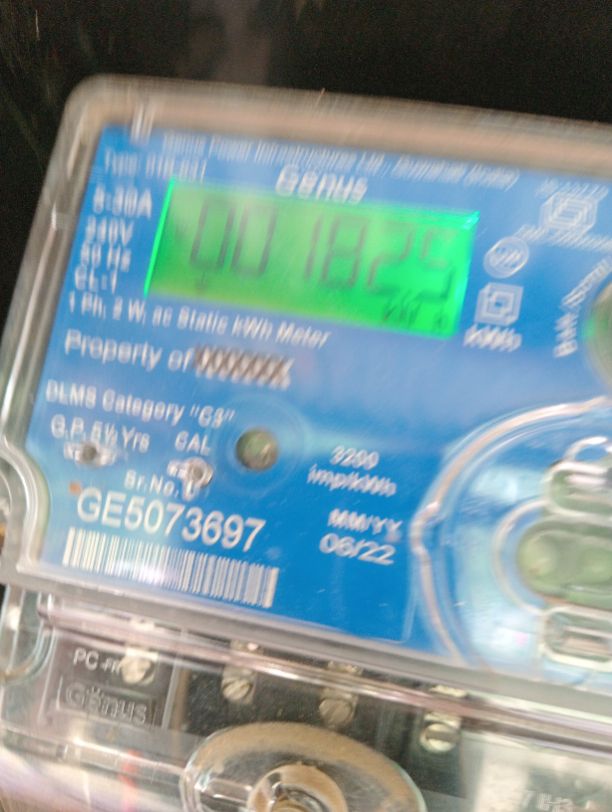 Genus
001825
5-30A
240V
50 Hz
CL:1
kWh
1 Ph, 2 W, ac Static kWh Meter
Property of
DLMS Category "C3"
G.P. 5½ Yrs
CAL
3200
imp/kWh
Sr.No.
GE5073697
MM/YY
06/22
Genus